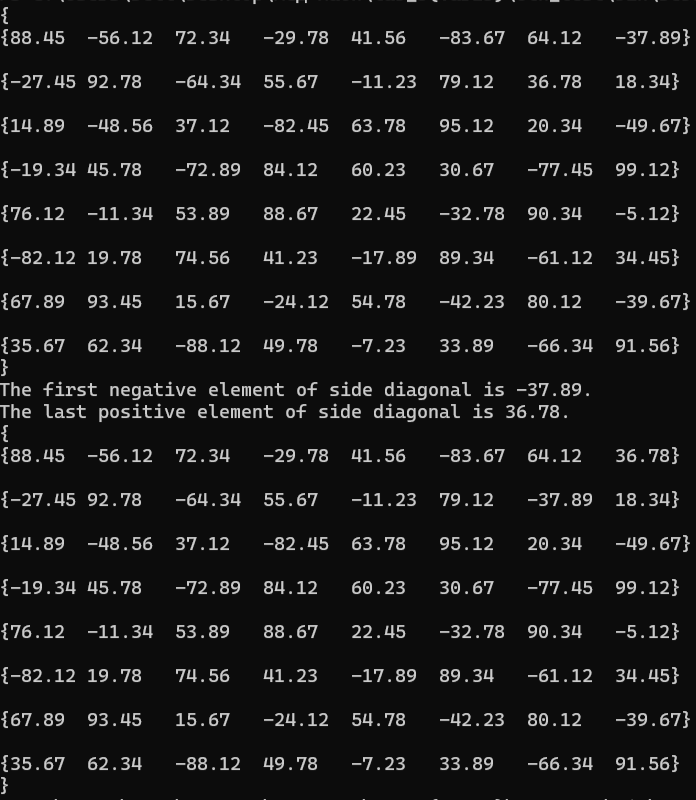 {
{88.45 -56.12 72.34 -29.78 41.56 -83.67 64.12 -37.89}
{-27.45 92.78 -64.34 55.67 -11.23 79.12 36.78 18.34}
{14.89 -48.56 37.12 -82.45 63.78 95.12 20.34 -49.67}
{-19.34 45.78 -72.89 84.12 60.23 30.67 -77.45 99.12}
{76.12 -11.34 53.89 88.67 22.45 -32.78 90.34 -5.12}
{-82.12 19.78 74.56 41.23 -17.89 89.34 -61.12 34.45}
{67.89 93.45 15.67 -24.12 54.78 -42.23 80.12 -39.67}
{35.67 62.34 -88.12 49.78 -7.23 33.89 -66.34 91.56}
}
The first negative element of side diagonal is -37.89.
The last positive element of side diagonal is 36.78.
{
{88.45 -56.12 72.34 -29.78 41.56 -83.67 64.12 36.78}
{-27.45 92.78 -64.34 55.67 -11.23 79.12 -37.89 18.34}
{14.89 -48.56 37.12 -82.45 63.78 95.12 20.34 -49.67}
{-19.34 45.78 -72.89 84.12 60.23 30.67 -77.45 99.12}
{76.12 -11.34 53.89 88.67 22.45 -32.78 90.34 -5.12}
{-82.12 19.78 74.56 41.23 -17.89 89.34 -61.12 34.45}
{67.89 93.45 15.67 -24.12 54.78 -42.23 80.12 -39.67}
{35.67 62.34 -88.12 49.78 -7.23 33.89 -66.34 91.56}
}